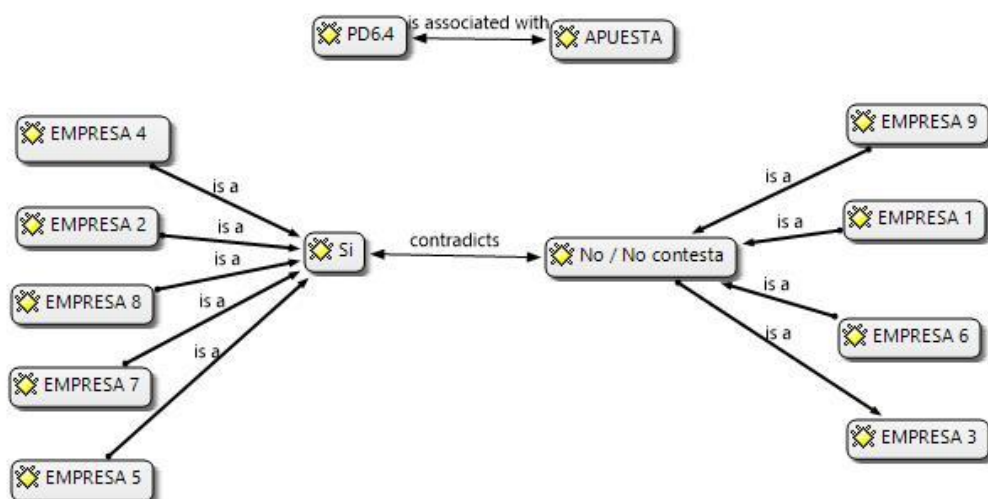 PD6.4
is associated with
APUESTA
EMPRESA 4
is a
EMPRESA 2
is a
EMPRESA 8
is a
EMPRESA 7
is a
EMPRESA 5
is a
Si
contradicts
No / No contesta
EMPRESA 9
is a
EMPRESA 1
is a
EMPRESA 6
is a
EMPRESA 3
is a